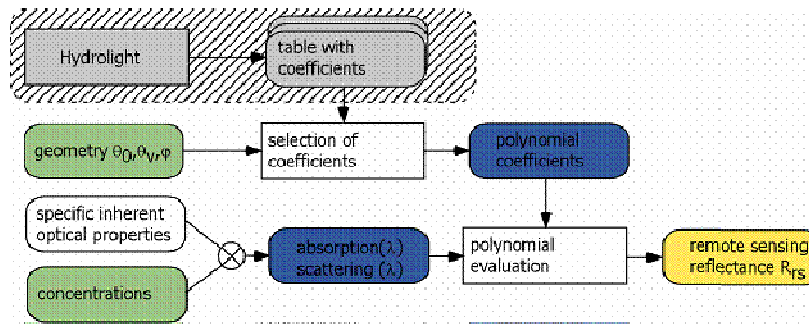 Hydrolight
table with
coefficients
geometry θ0,θv,φ
selection of
coefficients
polynomial
coefficients
specific inherent
optical properties
absorption(λ)
scattering (λ)
polynomial
evaluation
remote sensing
reflectance Rrs
concentrations